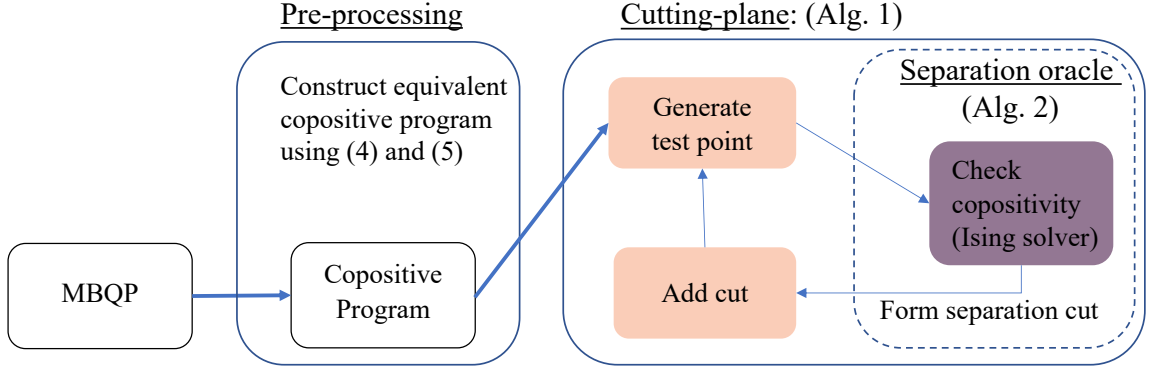 Pre-processing
Construct equivalent
copositive program
using (4) and (5)
MBQP
Copositive
Program
Cutting-plane: (Alg. 1)
Generate
test point
Add cut
Separation oracle
(Alg. 2)
Check
copositivity
(Ising solver)
Form separation cut